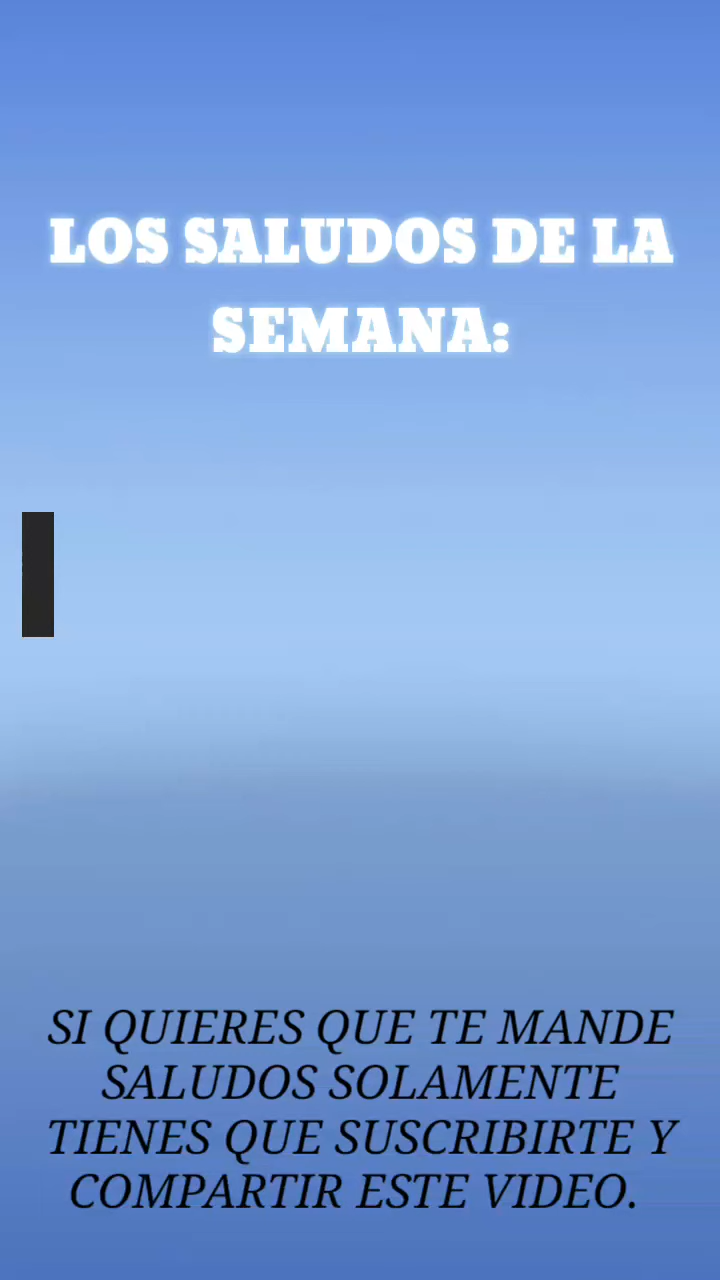 LOS SALUDOS DE LA
SEMANA:
SI QUIERES QUE TE MANDE
SALUDOS SOLAMENTE
TIENES QUE SUSCRIBIRTE Y
COMPARTIR ESTE VIDEO.